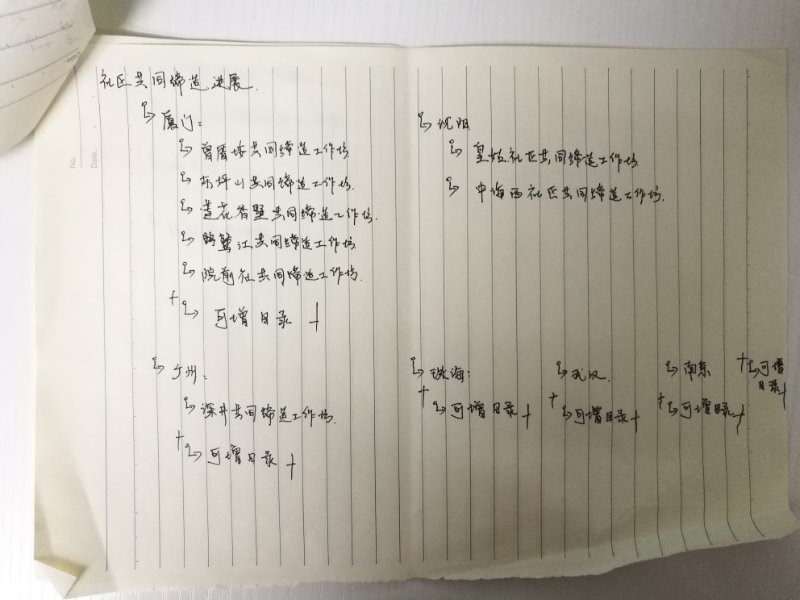 社区共同缔造进展.
厦门:
曾厝垵共同缔造工作坊
东坪山共同缔造工作坊.
莲花香墅共同缔造工作坊.
螃蟹江共同缔造工作坊
院前社共同缔造工作坊.
可增目录
沈阳
皇姑社区共同缔造工作坊
中海西社区共同缔造工作坊.
广州:
深井共同缔造工作坊.
可增目录
珠海:
可增目录
武汉.
可增目录
南京
可增目录
可增
目录
No.
Date.